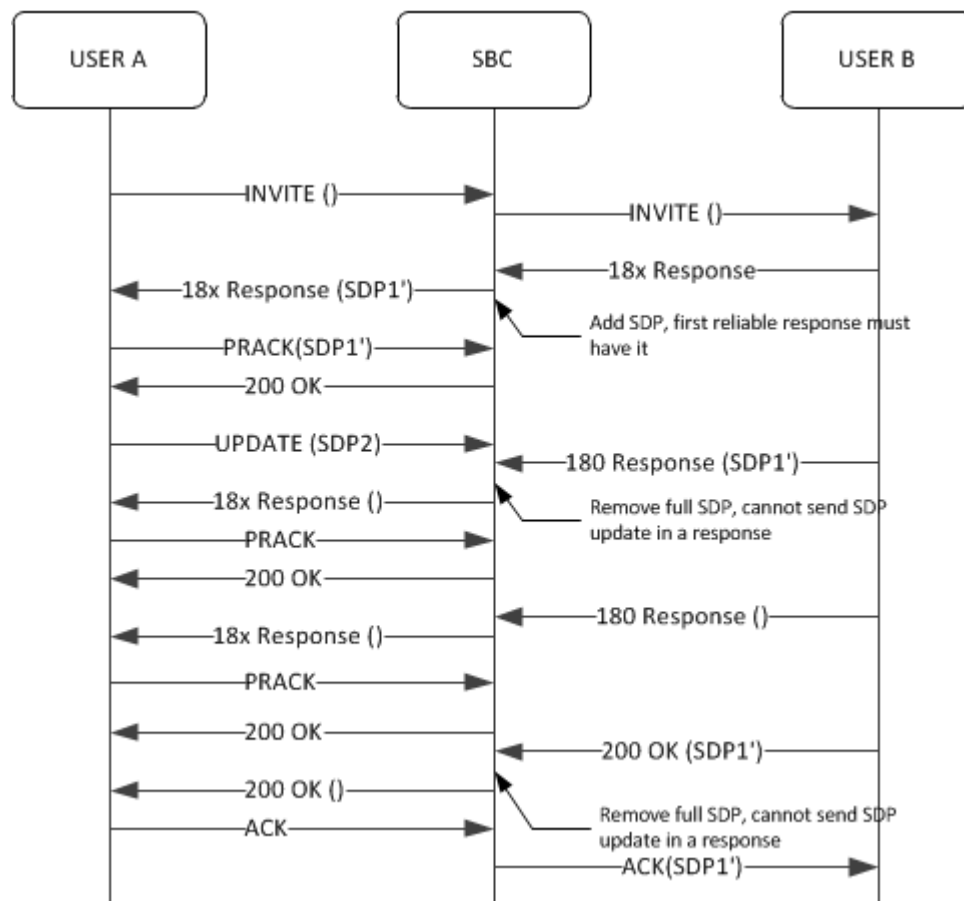 USER A
SBC
USER B
INVITE ()
INVITE ()
18x Response
18x Response (SDP1')
Add SDP, first reliable response must
have it
PRACK(SDP1')
200 OK
UPDATE (SDP2)
180 Response (SDP1')
18x Response ()
Remove full SDP, cannot send SDP
update in a response
PRACK
200 OK
180 Response ()
18x Response ()
PRACK
200 OK
200 OK (SDP1')
200 OK ()
Remove full SDP, cannot send SDP
update in a response
ACK
ACK(SDP1')